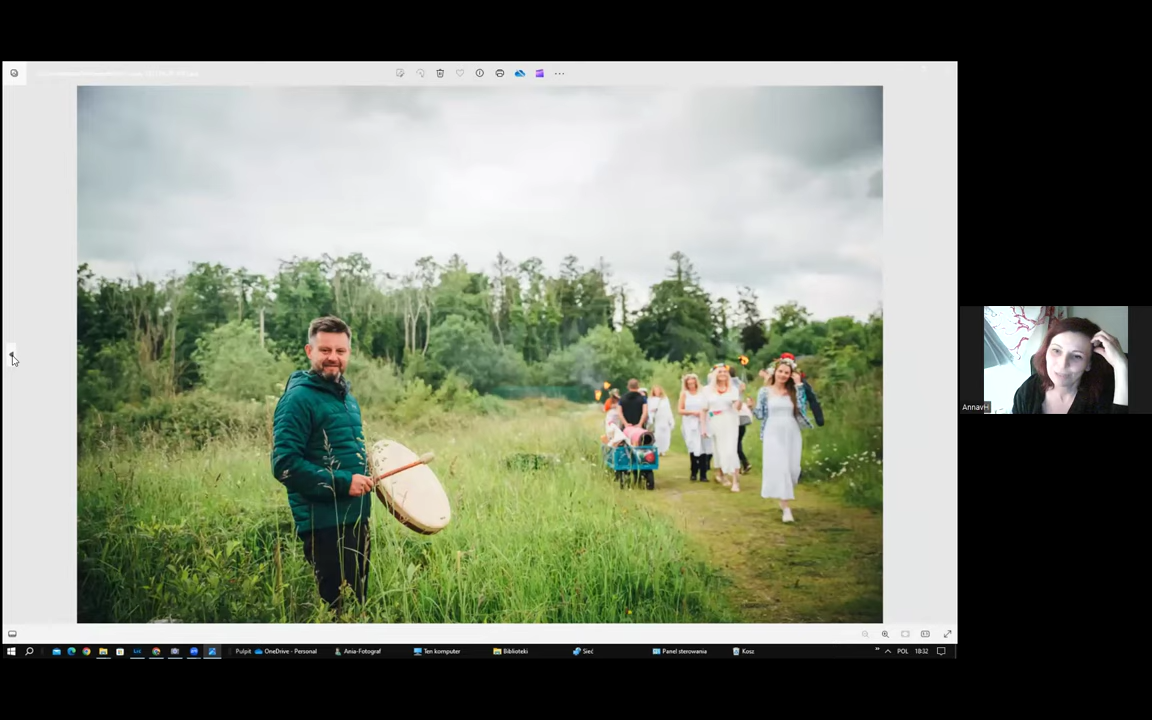 AnnavH
Pulpit
OneDrive - Personal
Ania-Fotograf
Ten komputer
Biblioteki
Sieć
Panel sterowania
Kosz
POL
18:32